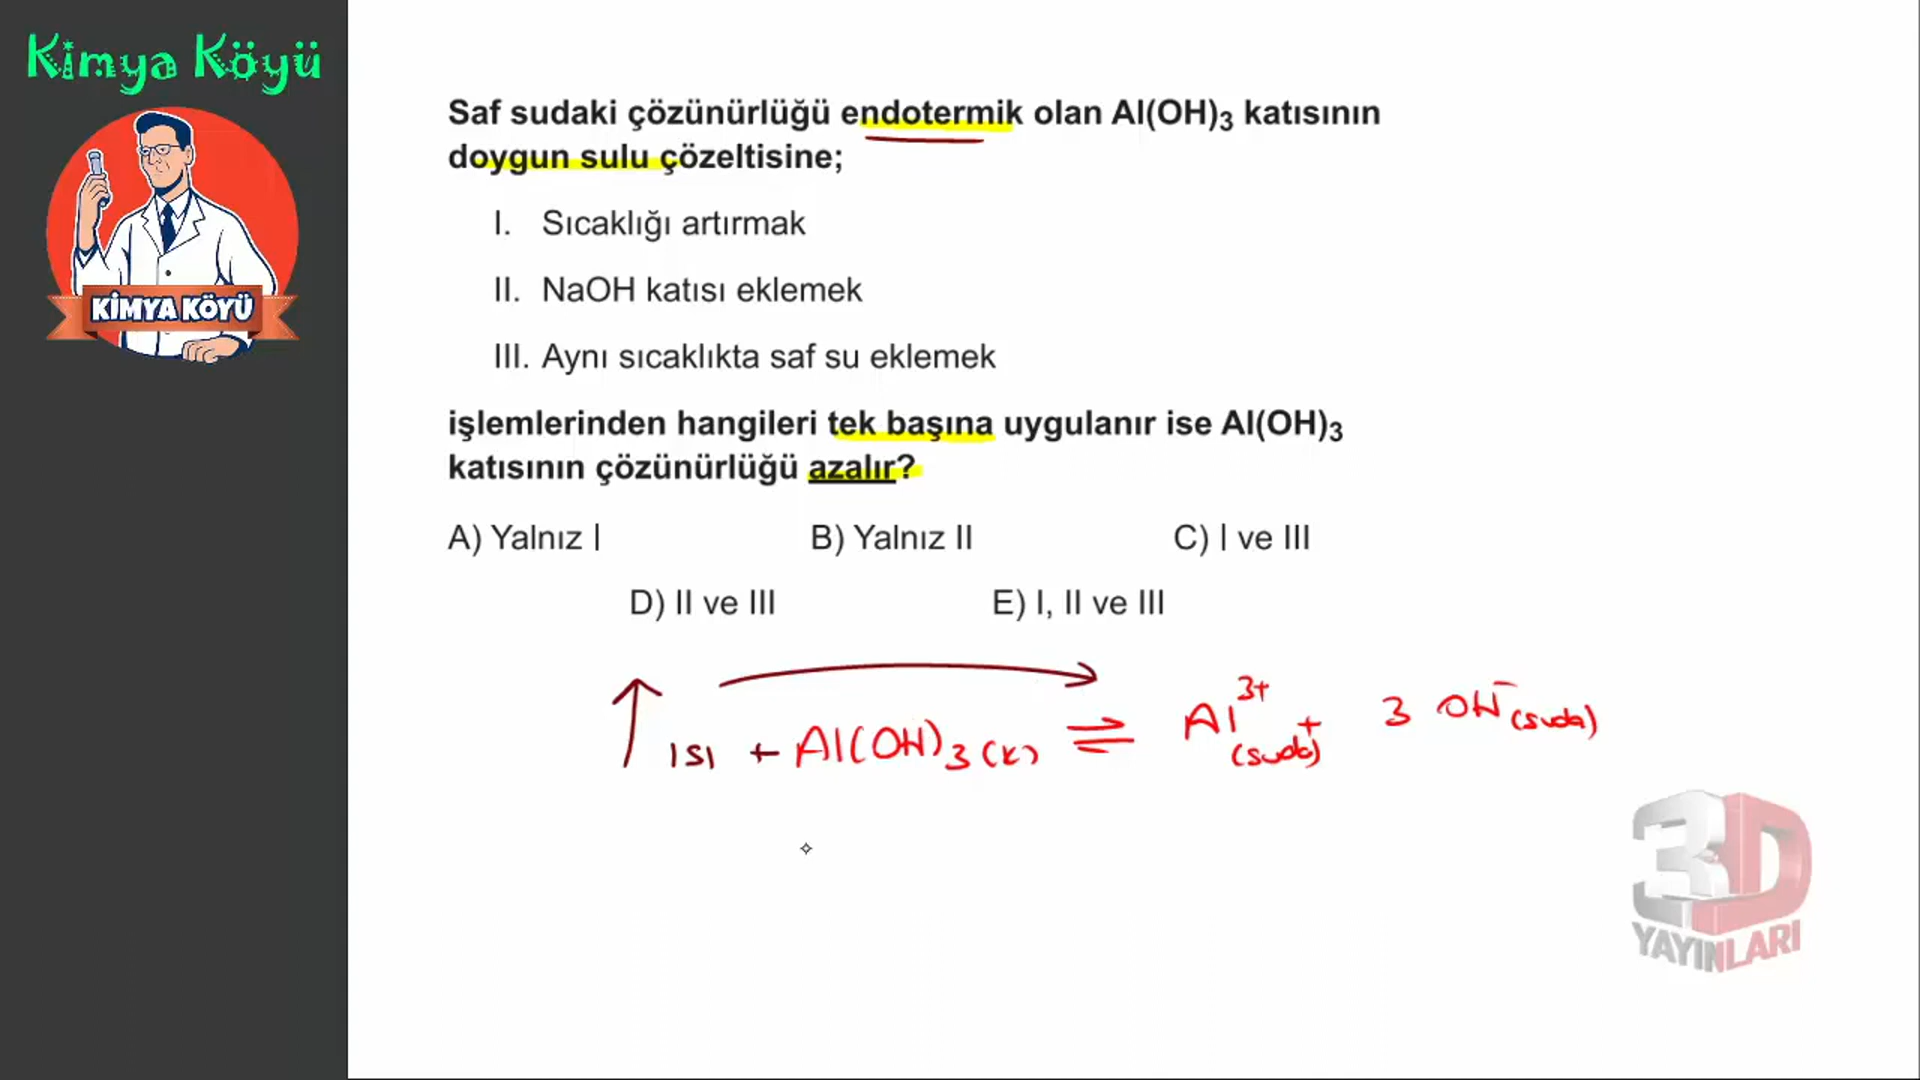 Kimya Köyü
KİMYA KÖYÜ
Saf sudaki çözünürlüğü endotermik olan Al(OH)₃ katısının
doygun sulu çözeltisine;
I. Sıcaklığı artırmak
II. NaOH katısı eklemek
III. Aynı sıcaklıkta saf su eklemek
işlemlerinden hangileri tek başına uygulanır ise Al(OH)₃
katısının çözünürlüğü azalır?
A) Yalnız I B) Yalnız II C) I ve III
D) II ve III E) I, II ve III
↑ ısı + Al(OH)₃(k) ⇌ Al³⁺(suda) + 3 OH⁻(suda)
3D
YAYINLARI